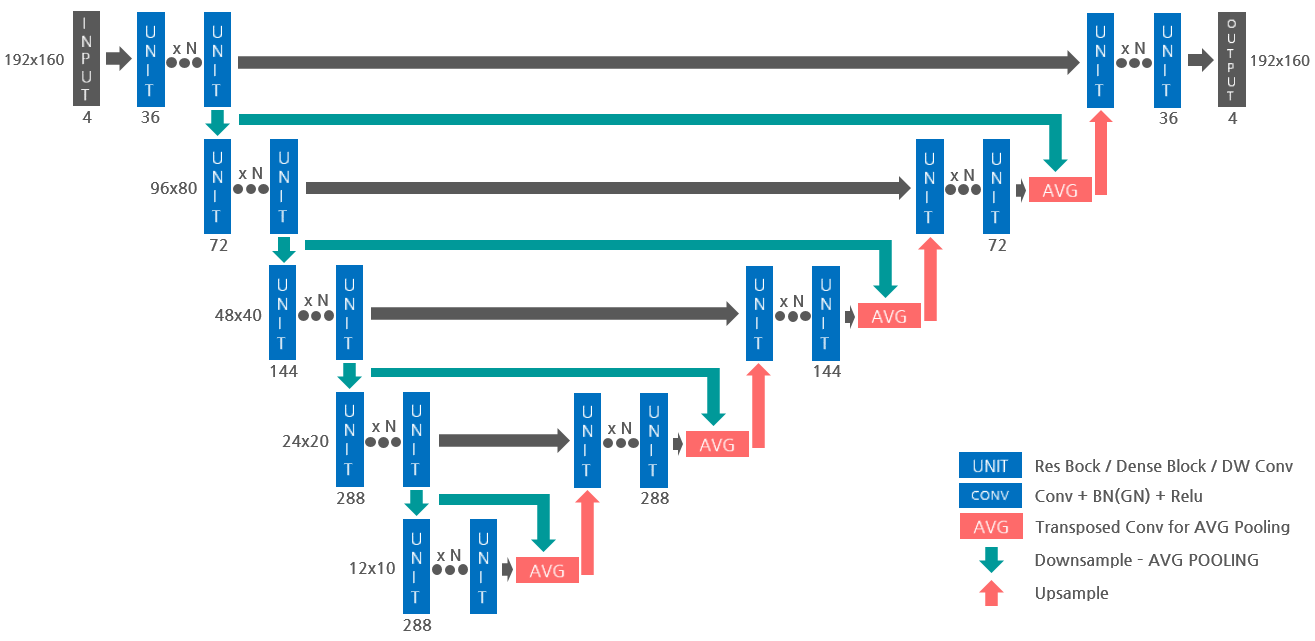 INPUT
UNIT
x N
UNIT
UNIT
x N
UNIT
OUTPUT
192x160
192x160
4
36
36
4
UNIT
x N
UNIT
UNIT
x N
UNIT
AVG
96x80
72
72
UNIT
x N
UNIT
UNIT
x N
UNIT
AVG
48x40
144
144
UNIT
x N
UNIT
UNIT
x N
UNIT
AVG
24x20
288
288
UNIT
x N
UNIT
AVG
12x10
288
UNIT Res Bock / Dense Block / DW Conv
CONV Conv + BN(GN) + Relu
AVG Transposed Conv for AVG Pooling
Downsample - AVG POOLING
Upsample